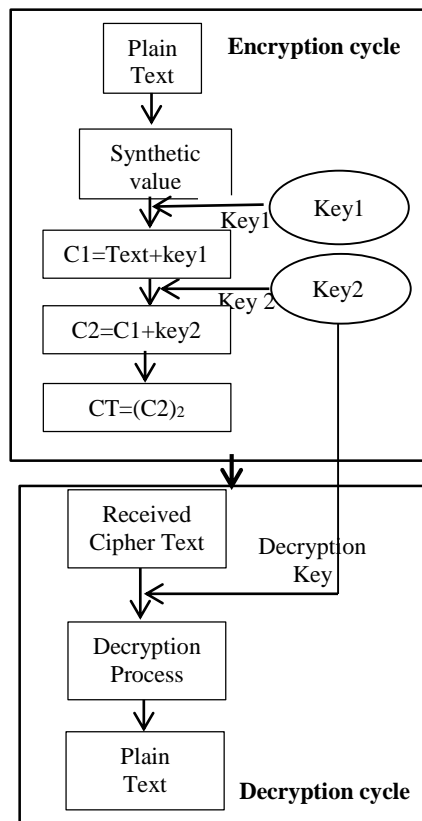 Plain
Text
Encryption cycle
Synthetic
value
Key1
Key1
C1=Text+key1
Key 2
Key2
C2=C1+key2
CT=(C2)₂
Received
Cipher Text
Decryption
Key
Decryption
Process
Plain
Text
Decryption cycle